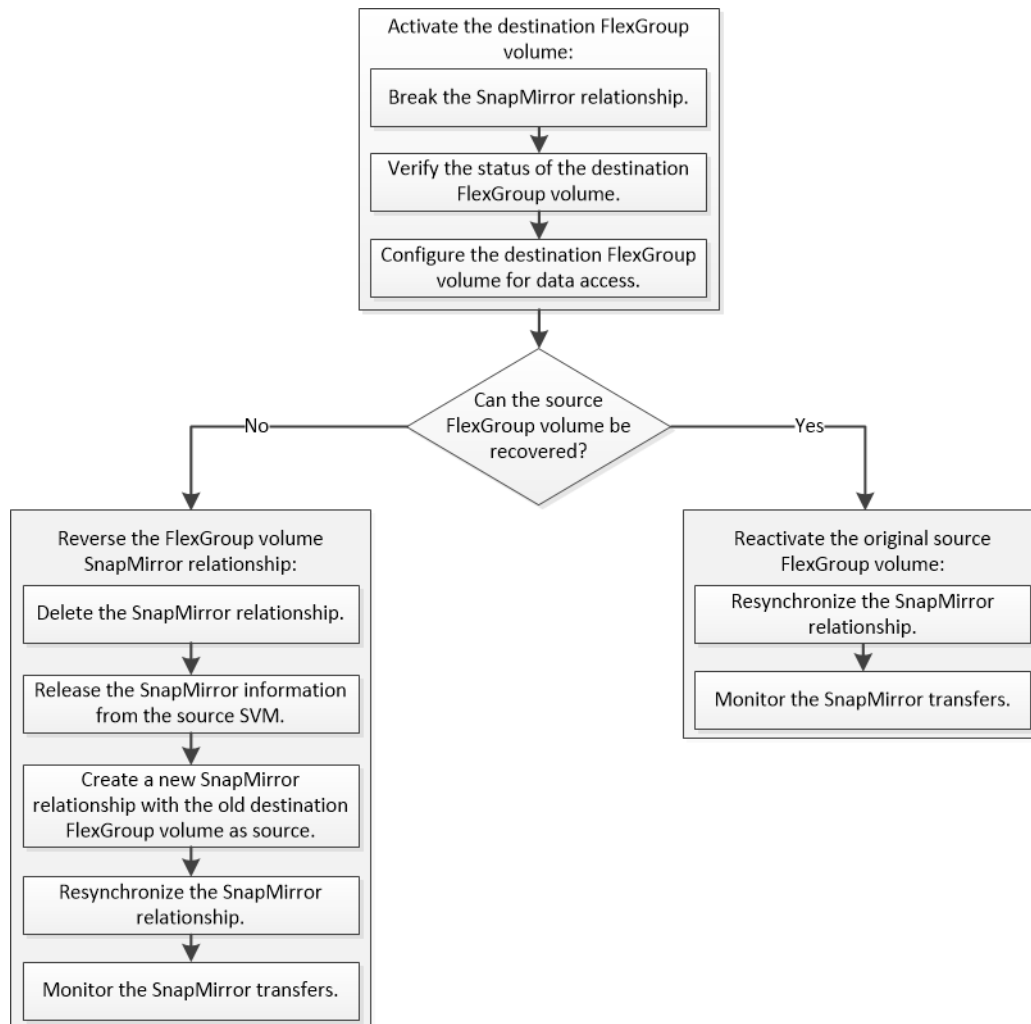 Activate the destination FlexGroup
volume:
Break the SnapMirror relationship.
Verify the status of the destination
FlexGroup volume.
Configure the destination FlexGroup
volume for data access.
Can the source
FlexGroup volume be
recovered?
No
Yes
Reverse the FlexGroup volume
SnapMirror relationship:
Delete the SnapMirror relationship.
Release the SnapMirror information
from the source SVM.
Create a new SnapMirror
relationship with the old destination
FlexGroup volume as source.
Resynchronize the SnapMirror
relationship.
Monitor the SnapMirror transfers.
Reactivate the original source
FlexGroup volume:
Resynchronize the SnapMirror
relationship.
Monitor the SnapMirror transfers.